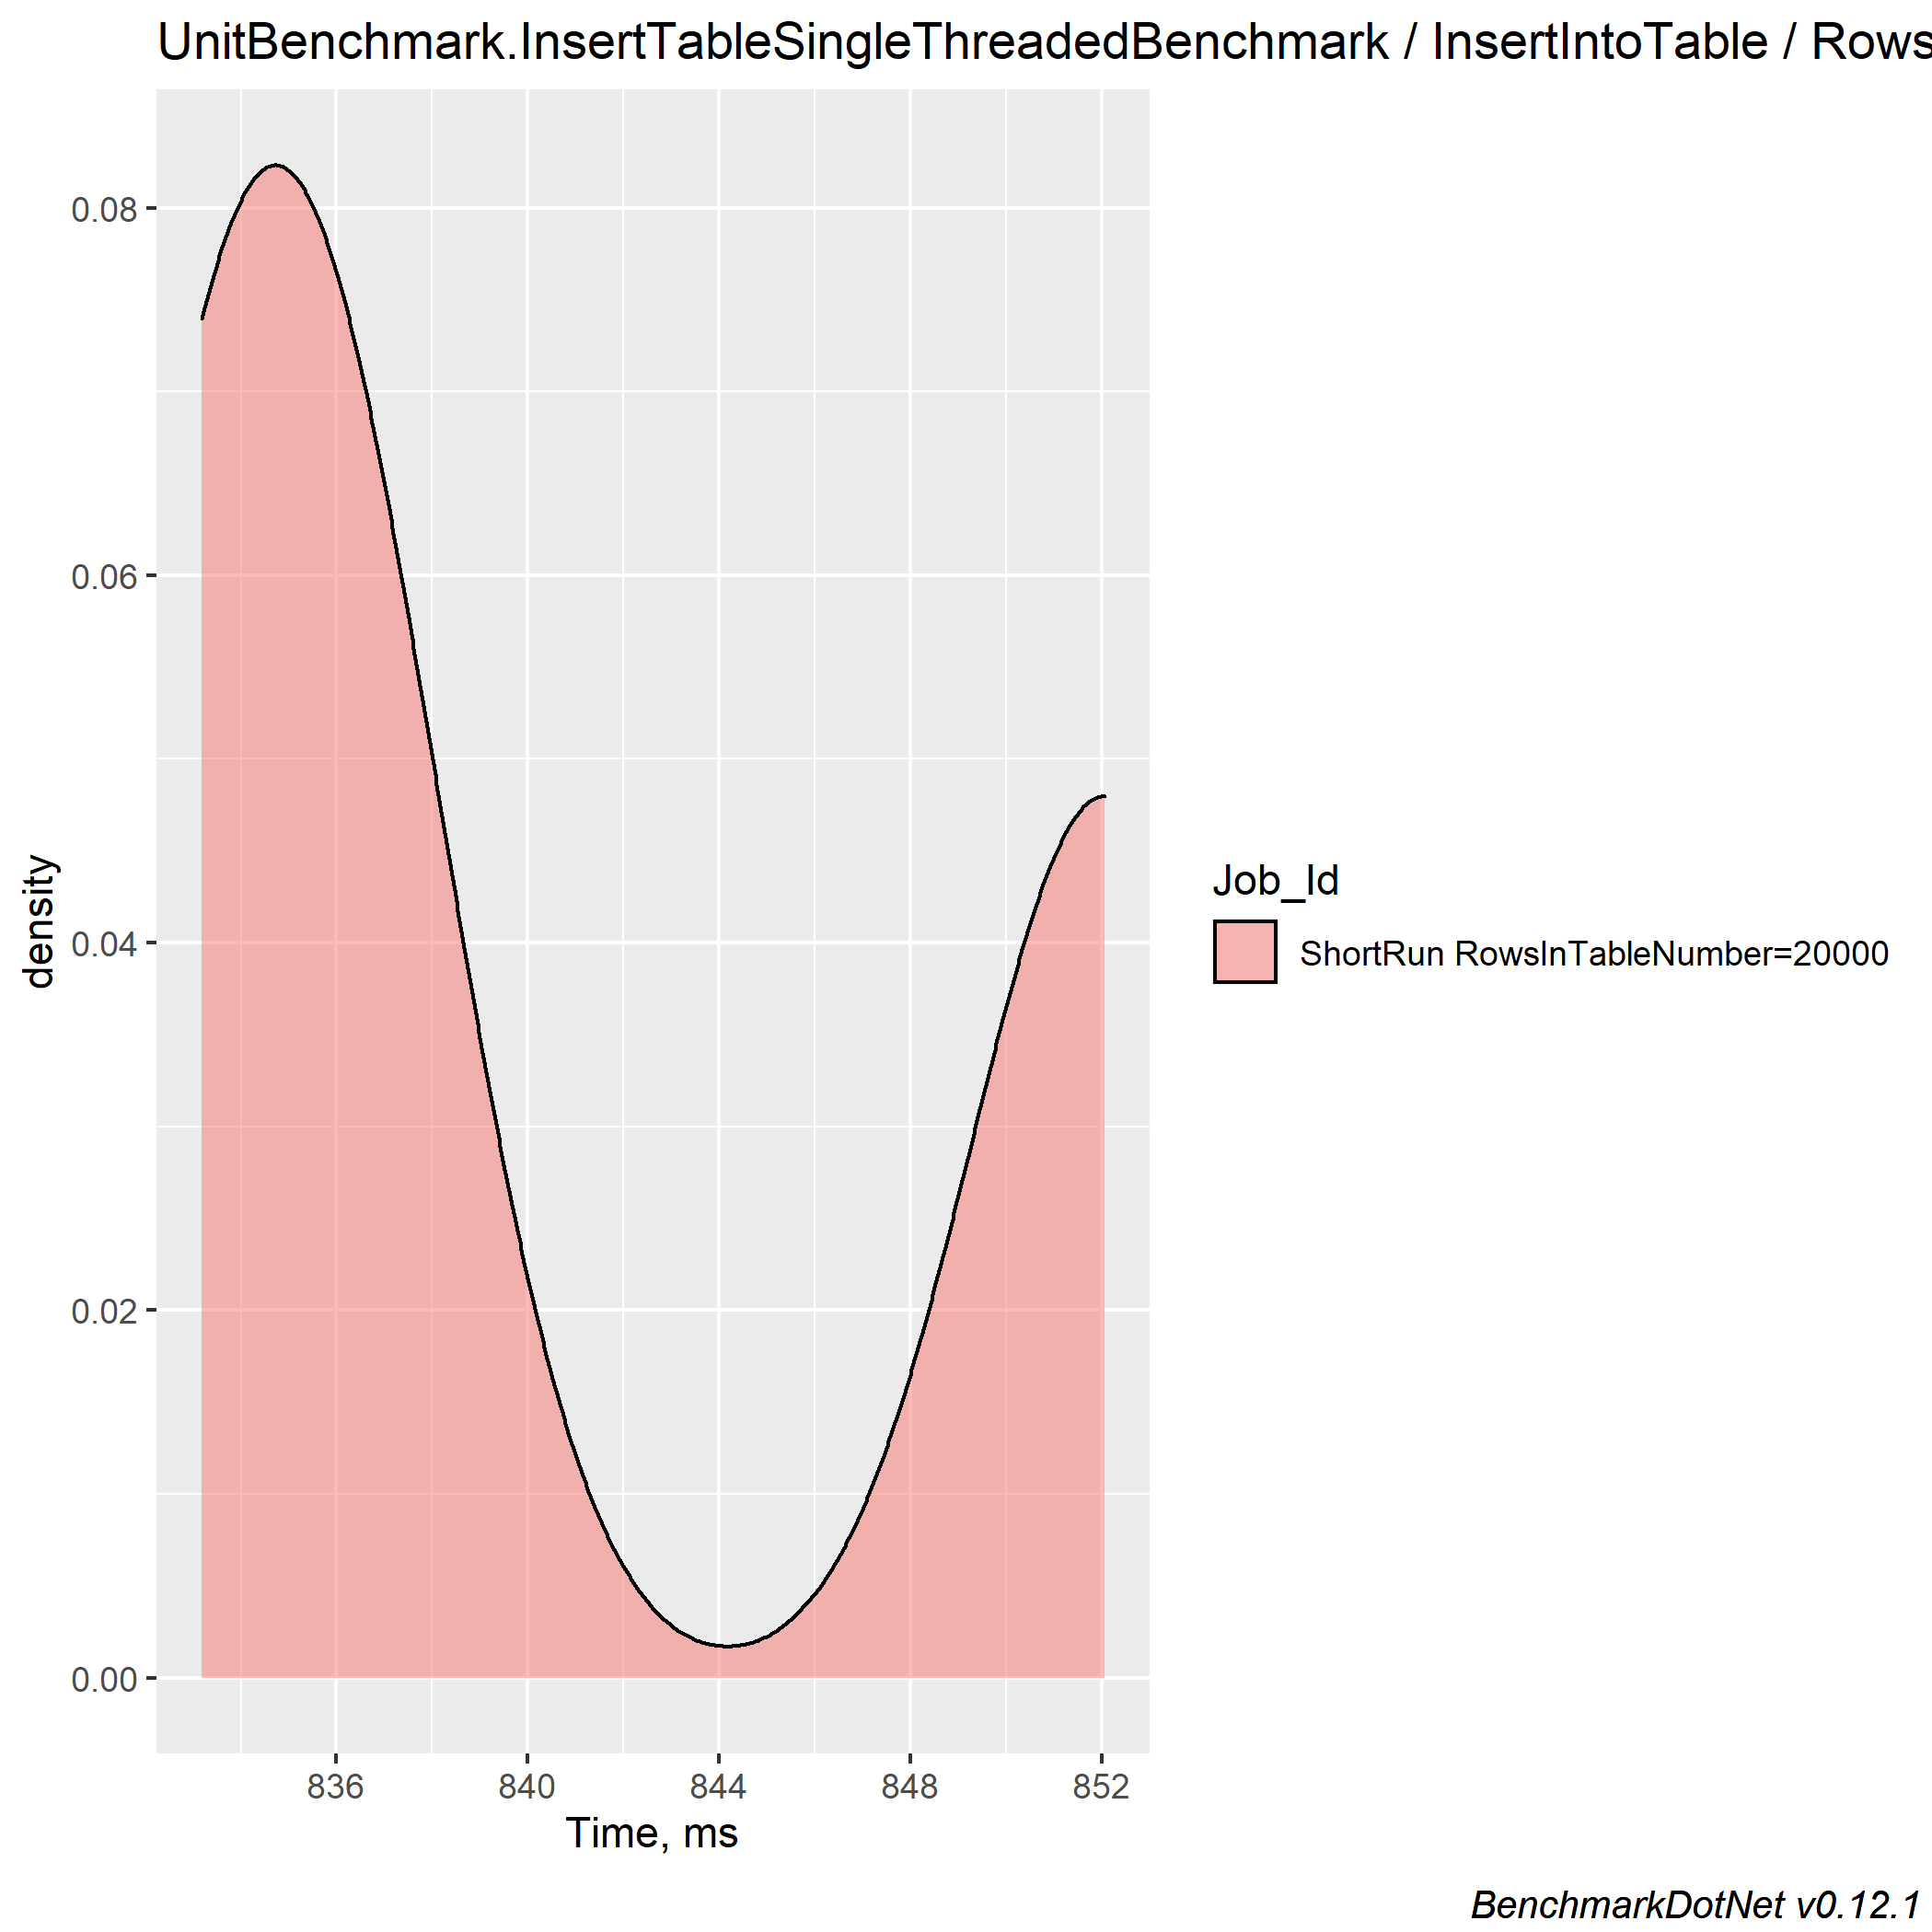 UnitBenchmark.InsertTableSingleThreadedBenchmark / InsertIntoTable / Rows
0.08
0.06
0.04
0.02
0.00
density
836 840 844 848 852
Time, ms
Job_Id
ShortRun RowsInTableNumber=20000
BenchmarkDotNet v0.12.1